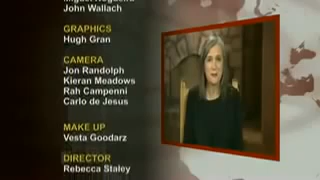 John Wallach
GRAPHICS
Hugh Gran
CAMERA
Jon Randolph
Kieran Meadows
Rah Campenni
Carlo de Jesus
MAKE UP
Vesta Goodarz
DIRECTOR
Rebecca Staley